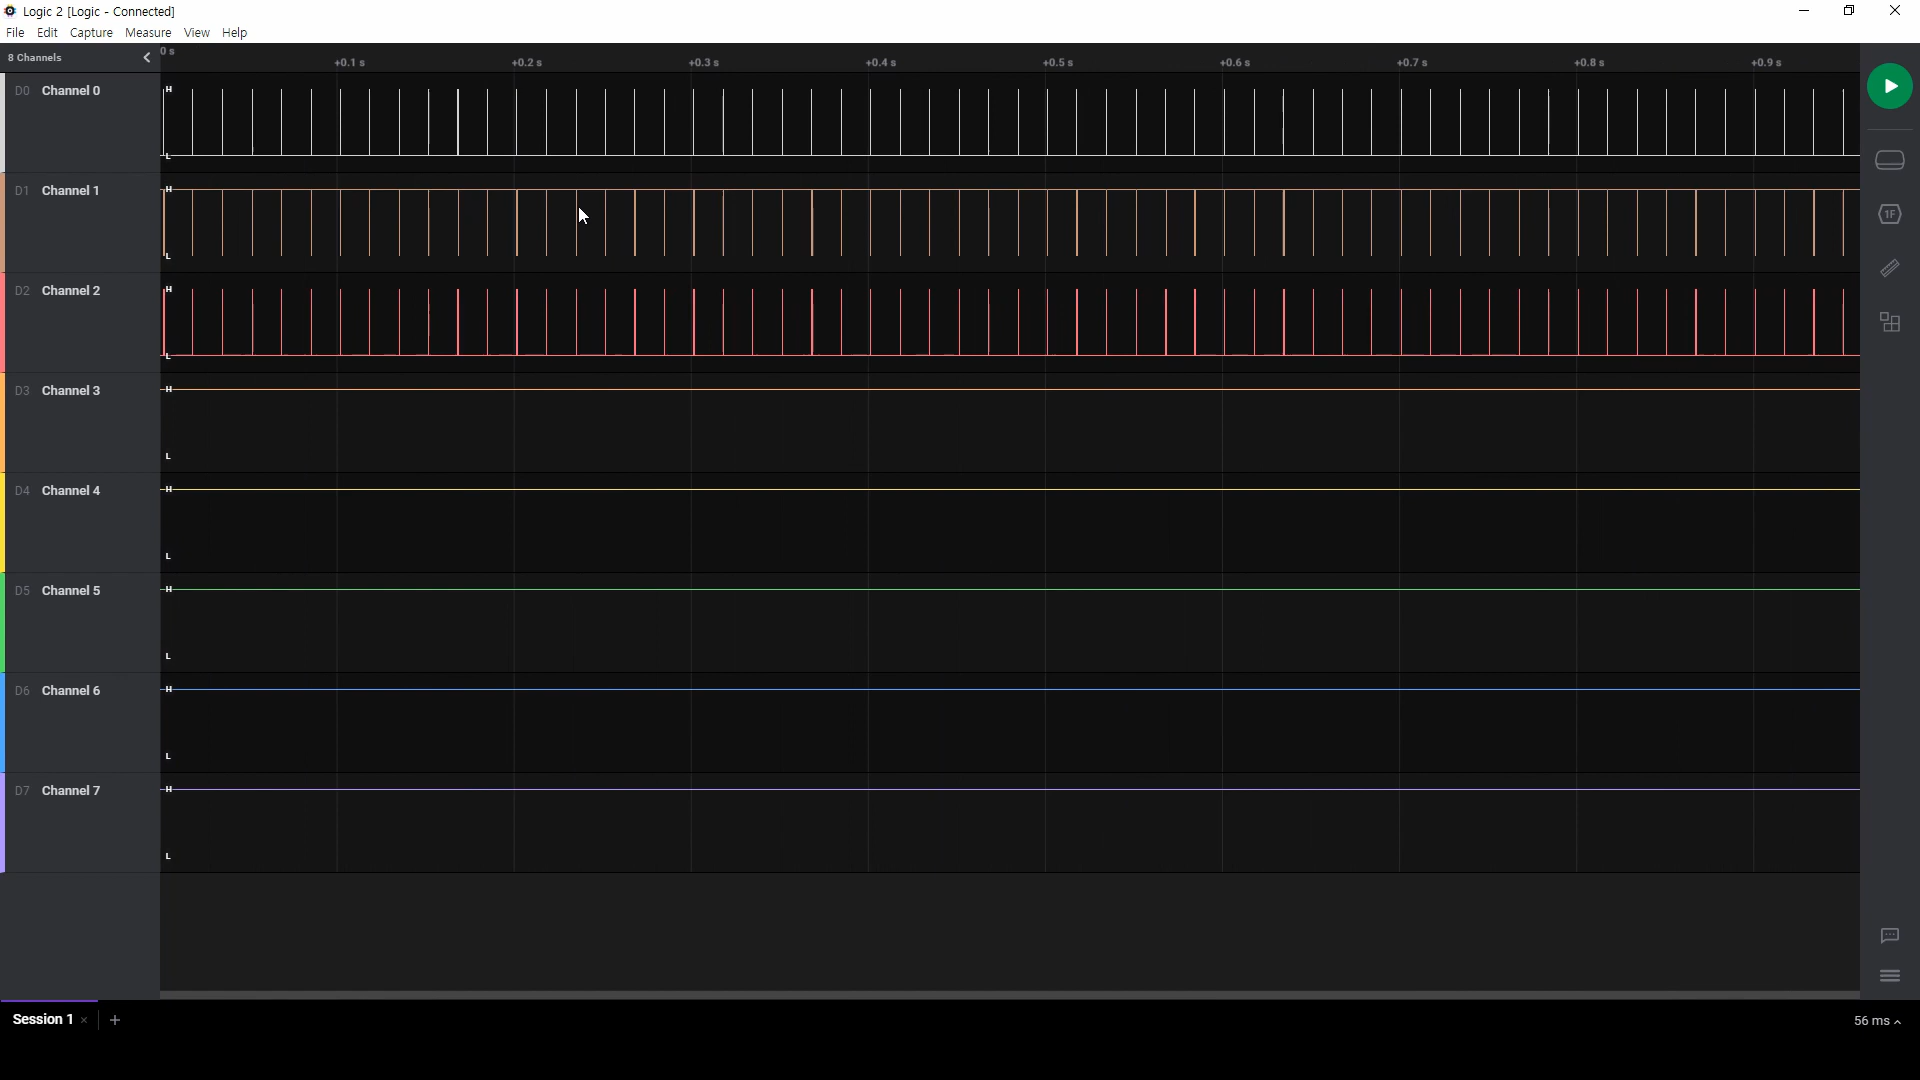 Logic 2 [Logic - Connected]
File Edit Capture Measure View Help
8 Channels
0 s
+0.1 s +0.2 s +0.3 s +0.4 s +0.5 s +0.6 s +0.7 s +0.8 s +0.9 s
D0 Channel 0
H
L
D1 Channel 1
H
L
D2 Channel 2
H
L
D3 Channel 3
H
L
D4 Channel 4
H
L
D5 Channel 5
H
L
D6 Channel 6
H
L
D7 Channel 7
H
L
1F
Session 1 × +
56 ms